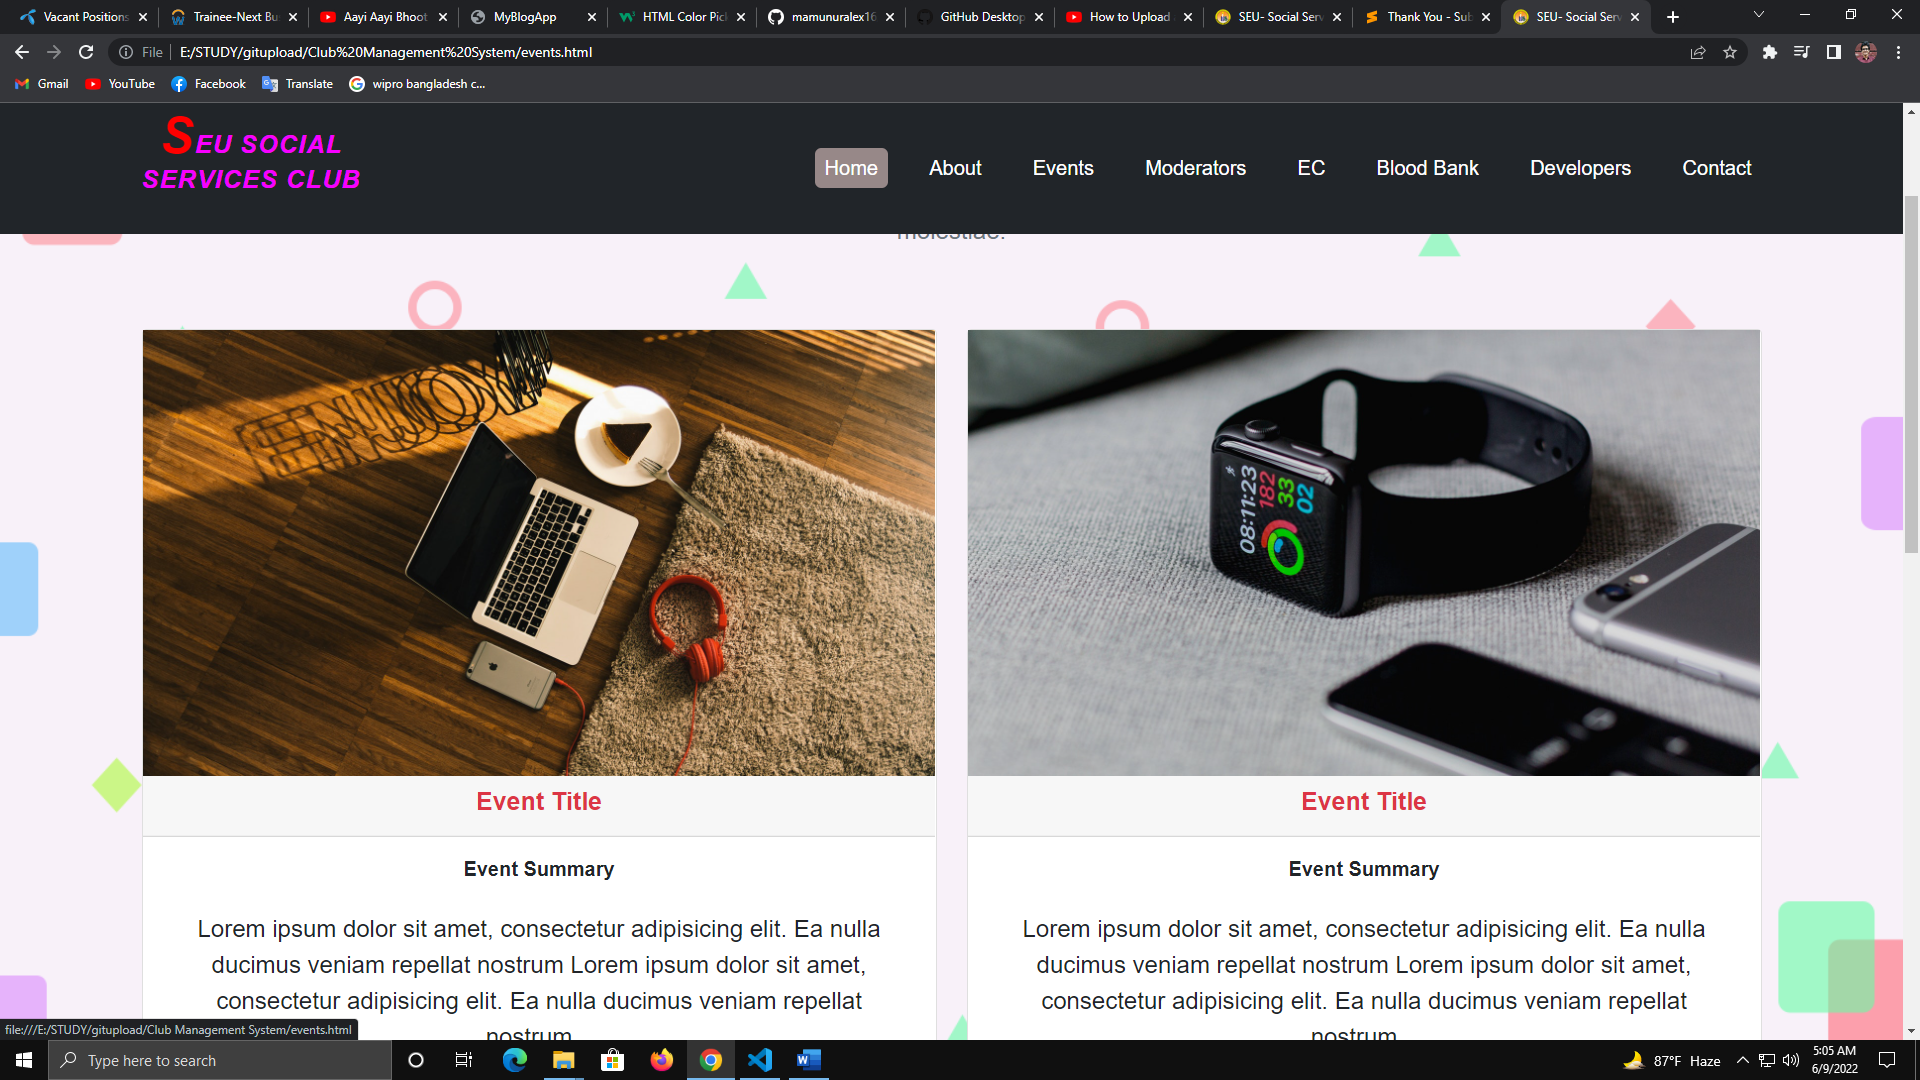 Vacant Positions
Trainee-Next Bu
Aayi Aayi Bhoot
MyBlogApp
HTML Color Pic
mamunuralex16
GitHub Desktop
How to Upload
SEU- Social Serv
Thank You - Sub
SEU- Social Serv
File
E:/STUDY/gitupload/Club%20Management%20System/events.html
Gmail
YouTube
Facebook
Translate
wipro bangladesh c...
SEU SOCIAL
SERVICES CLUB
Home About Events Moderators EC Blood Bank Developers Contact
ENJOY
08:11:23
182
33
02
Event Title
Event Summary
Lorem ipsum dolor sit amet, consectetur adipisicing elit. Ea nulla
ducimus veniam repellat nostrum Lorem ipsum dolor sit amet,
consectetur adipisicing elit. Ea nulla ducimus veniam repellat
nostrum
Event Title
Event Summary
Lorem ipsum dolor sit amet, consectetur adipisicing elit. Ea nulla
ducimus veniam repellat nostrum Lorem ipsum dolor sit amet,
consectetur adipisicing elit. Ea nulla ducimus veniam repellat
nostrum
file:///E:/STUDY/gitupload/Club Management System/events.html
Type here to search
87°F Haze
5:05 AM
6/9/2022